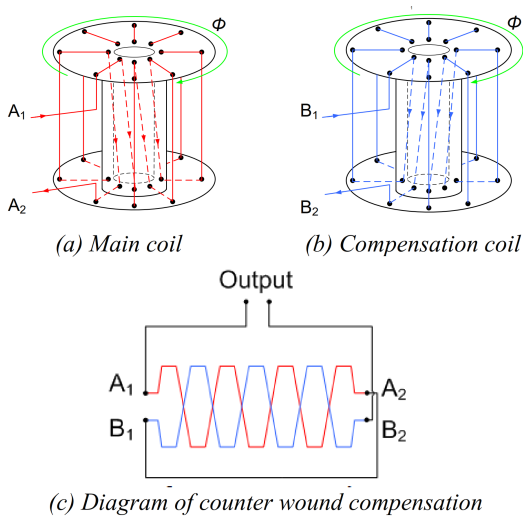 Φ
Φ
A₁
B₁
A₂
B₂
(a) Main coil
(b) Compensation coil
Output
A₁
A₂
B₁
B₂
(c) Diagram of counter wound compensation